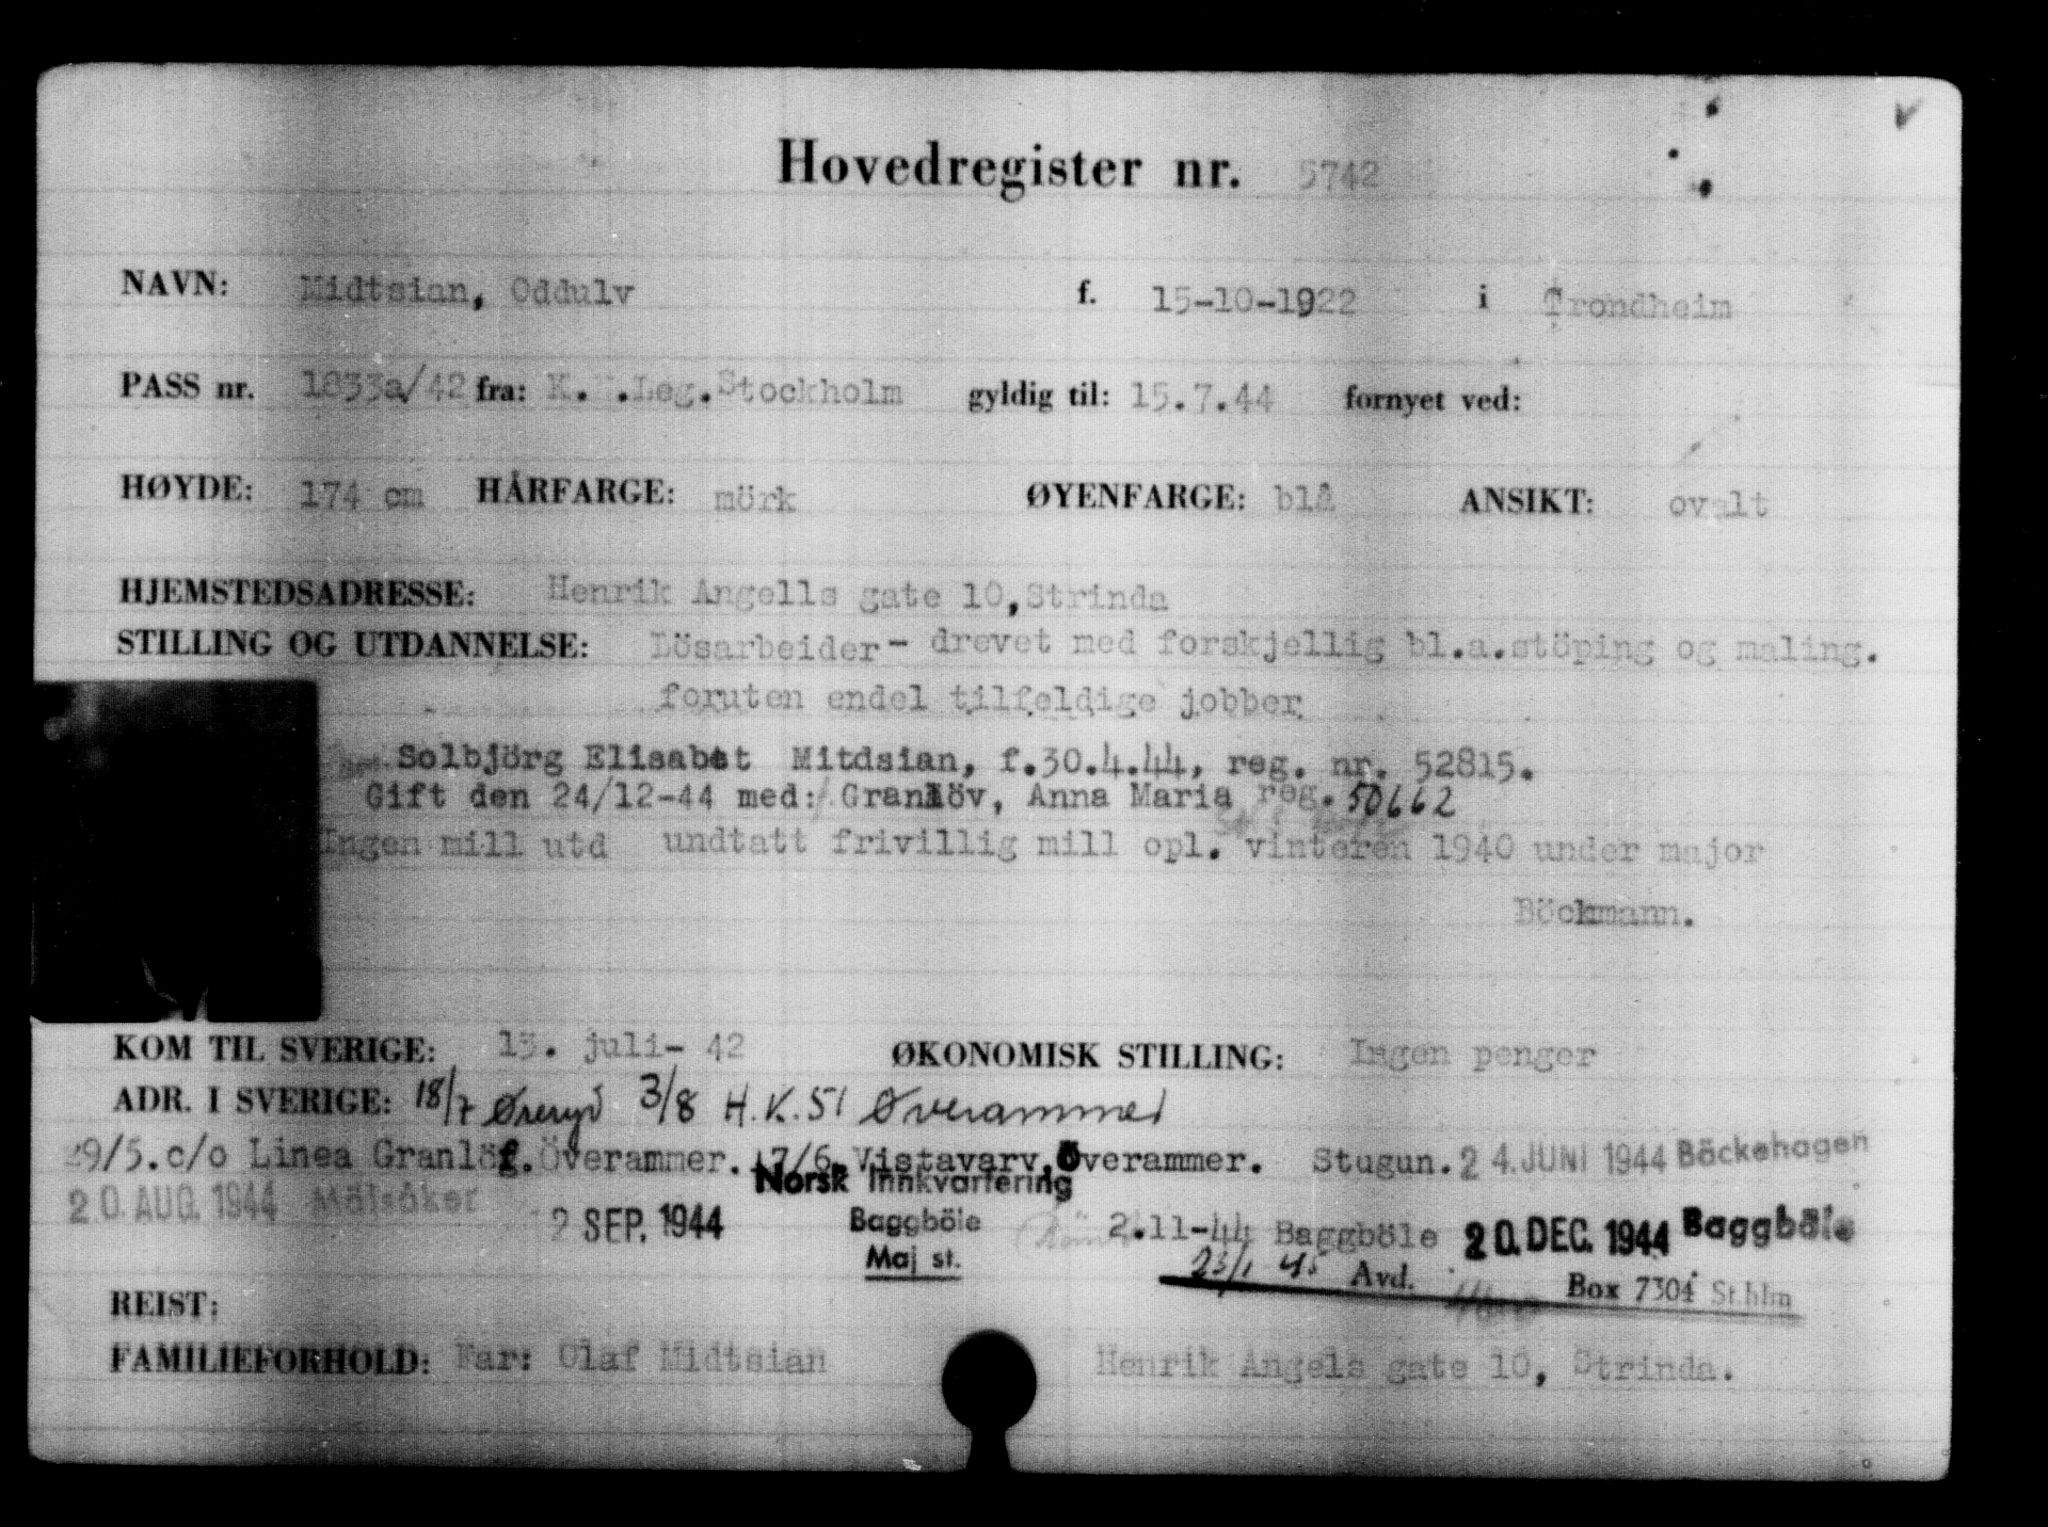 Hovedregister nr. 5742
NAVN: Midtsian, Oddulv f. 15-10-1922 i Trondheim
PASS nr. 1833a/42 fra: K. .Leg.Stockholm gyldig til: 15.7.44 fornyet ved:
HØYDE: 174 cm HÅRFARGE: mörk ØYENFARGE: blå ANSIKT: ovalt
HJEMSTEDSADRESSE: Henrik Angells gate 10,Strinda
STILLING OG UTDANNELSE: Lösarbeider- drevet med forskjellig bl.a.stöping og maling.
foruten endel tilfeldige jobber
Solbjörg Elisabet Mitdsian, f.30.4.44, reg. nr. 52815.
Gift den 24/12-44 med: Granlöv, Anna Maria reg. 50662
Ingen mill utd undtatt frivillig mill opl. vinteren 1940 under major
Böckmann.
KOM TIL SVERIGE: 13. juli- 42 ØKONOMISK STILLING: Ingen penger
ADR. I SVERIGE: 18/7 Øreryd 3/8 H.K.51 Øverammer
29/5.c/o Linea Granlöf. Överammer. 17/6. Vistavarv, Överammer. Stugun. 24. JUNI 1944 Böckehagen
20. AUG. 1944 Mälsåker 2 SEP. 1944 Norsk Innkvartering
Baggböle
Maj st.
2.11-44 Baggböle 20. DEC. 1944 Baggböle
23/1 45 Avd. Box 7304 St.hlm
REIST:
FAMILIEFORHOLD: Far: Olaf Midtsian Henrik Angels gate 10, Strinda.